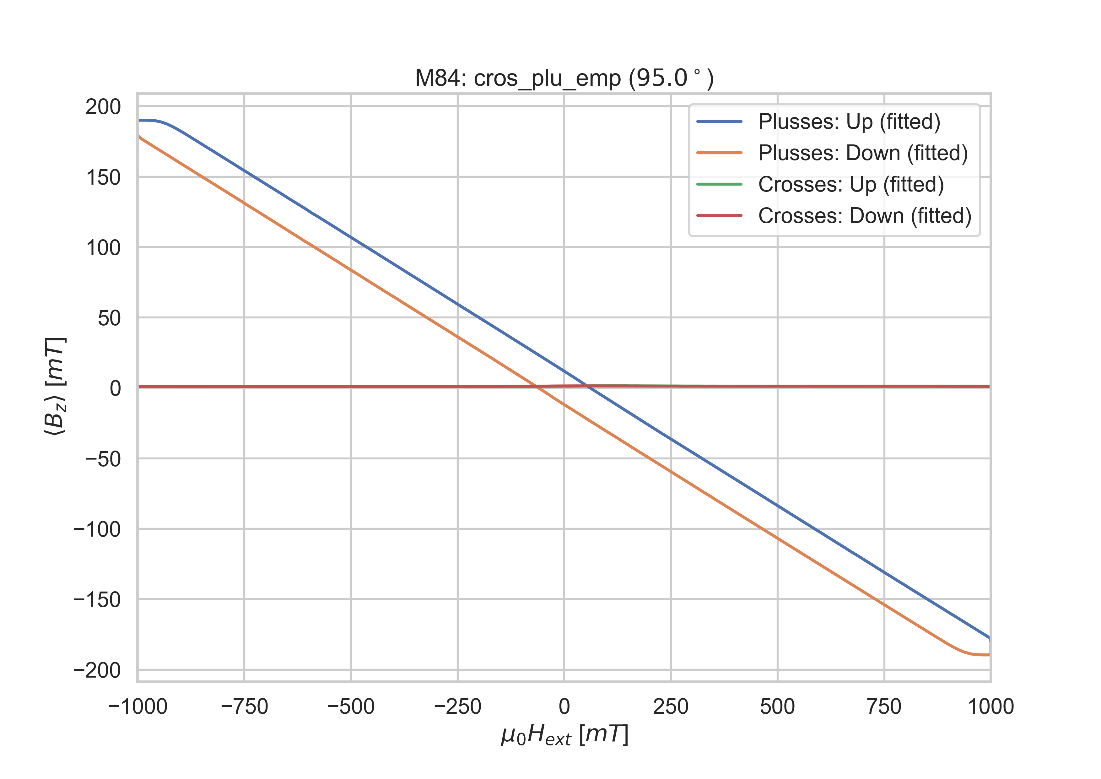 M84: cros_plu_emp (95.0°)
200
150
100
50
0
−50
−100
−150
−200
⟨B_z⟩ [mT]
Plusses: Up (fitted)
Plusses: Down (fitted)
Crosses: Up (fitted)
Crosses: Down (fitted)
−1000 −750 −500 −250 0 250 500 750 1000
μ₀H_ext [mT]